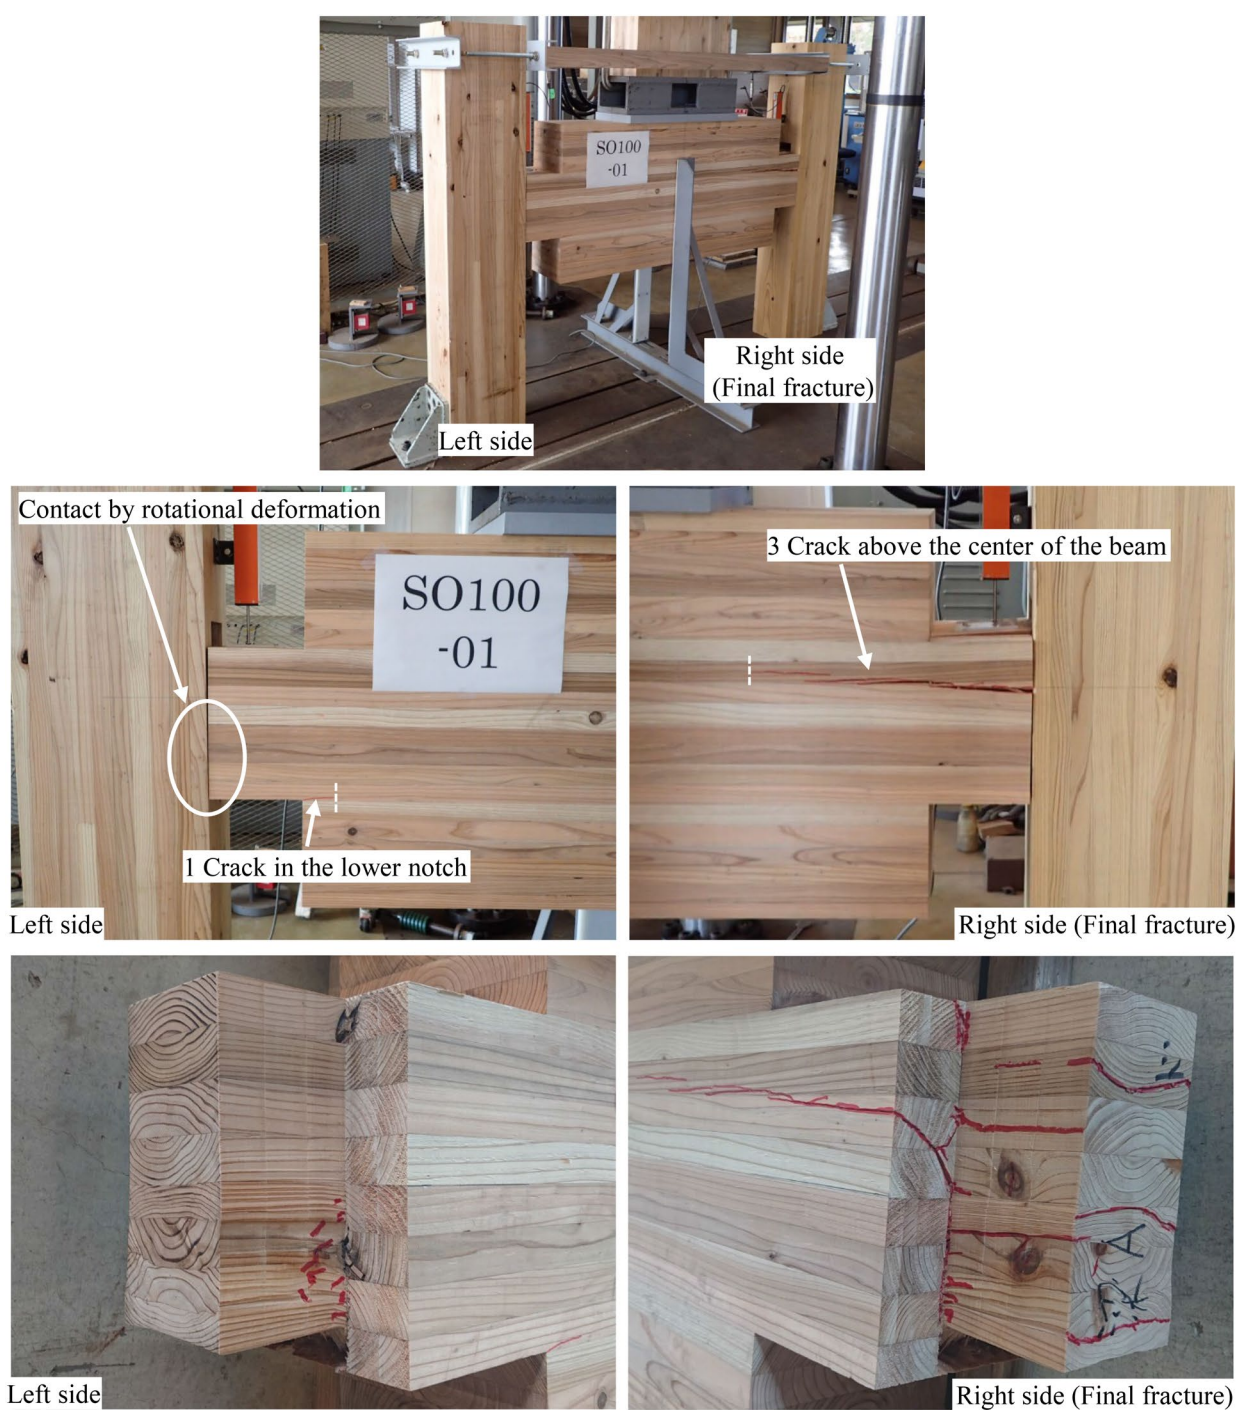 SO100
-01
Right side
(Final fracture)
Left side
Contact by rotational deformation
SO100
-01
1 Crack in the lower notch
Left side
3 Crack above the center of the beam
Right side (Final fracture)
Left side
A
Right side (Final fracture)